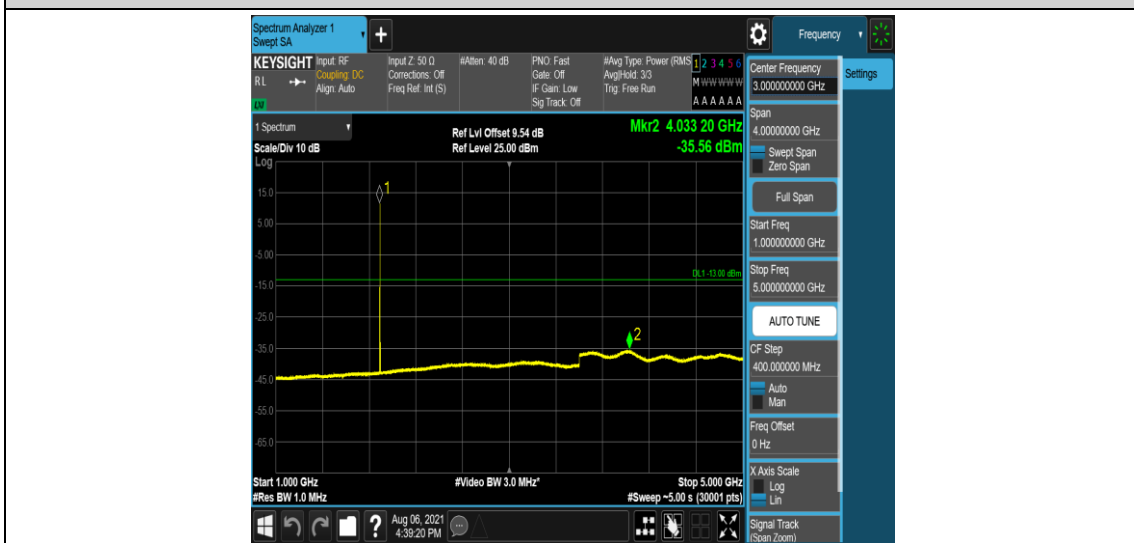 Spectrum Analyzer 1
Swept SA
+
Frequency
KEYSIGHT
RL
LXI
Input: RF
Coupling: DC
Align: Auto
Input Z: 50 Ω
Corrections: Off
Freq Ref: Int (S)
#Atten: 40 dB
PNO: Fast
Gate: Off
IF Gain: Low
Sig Track: Off
#Avg Type: Power (RMS
Avg|Hold: 3/3
Trig: Free Run
1 2 3 4 5 6
M W W W W W
A A A A A A
1 Spectrum
Scale/Div 10 dB
Log
Ref Lvl Offset 9.54 dB
Ref Level 25.00 dBm
Mkr2 4.033 20 GHz
-35.56 dBm
15.0
5.00
-5.00
-15.0
-25.0
-35.0
-45.0
-55.0
-65.0
1
DL1 -13.00 dBm
2
Start 1.000 GHz
#Res BW 1.0 MHz
#Video BW 3.0 MHz*
Stop 5.000 GHz
#Sweep ~5.00 s (30001 pts)
?
Aug 06, 2021
4:39:20 PM
Center Frequency
3.000000000 GHz
Settings
Span
4.00000000 GHz
Swept Span
Zero Span
Full Span
Start Freq
1.000000000 GHz
Stop Freq
5.000000000 GHz
AUTO TUNE
CF Step
400.000000 MHz
Auto
Man
Freq Offset
0 Hz
X Axis Scale
Log
Lin
Signal Track
(Span Zoom)